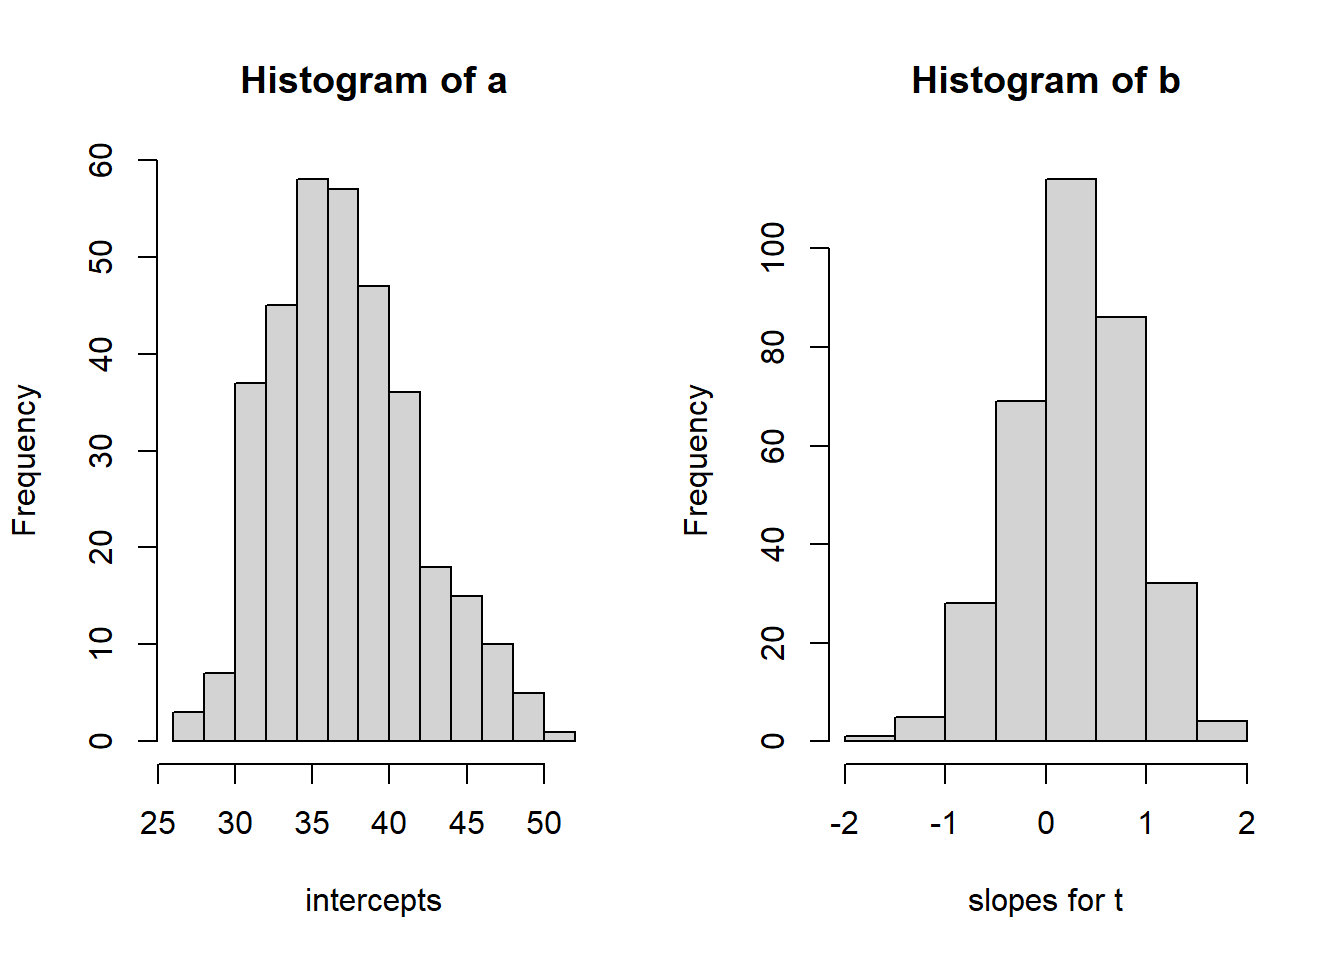 Histogram of a
Frequency
0 10 20 30 40 50 60
25 30 35 40 45 50
intercepts
Histogram of b
Frequency
0 20 40 60 80 100
-2 -1 0 1 2
slopes for t